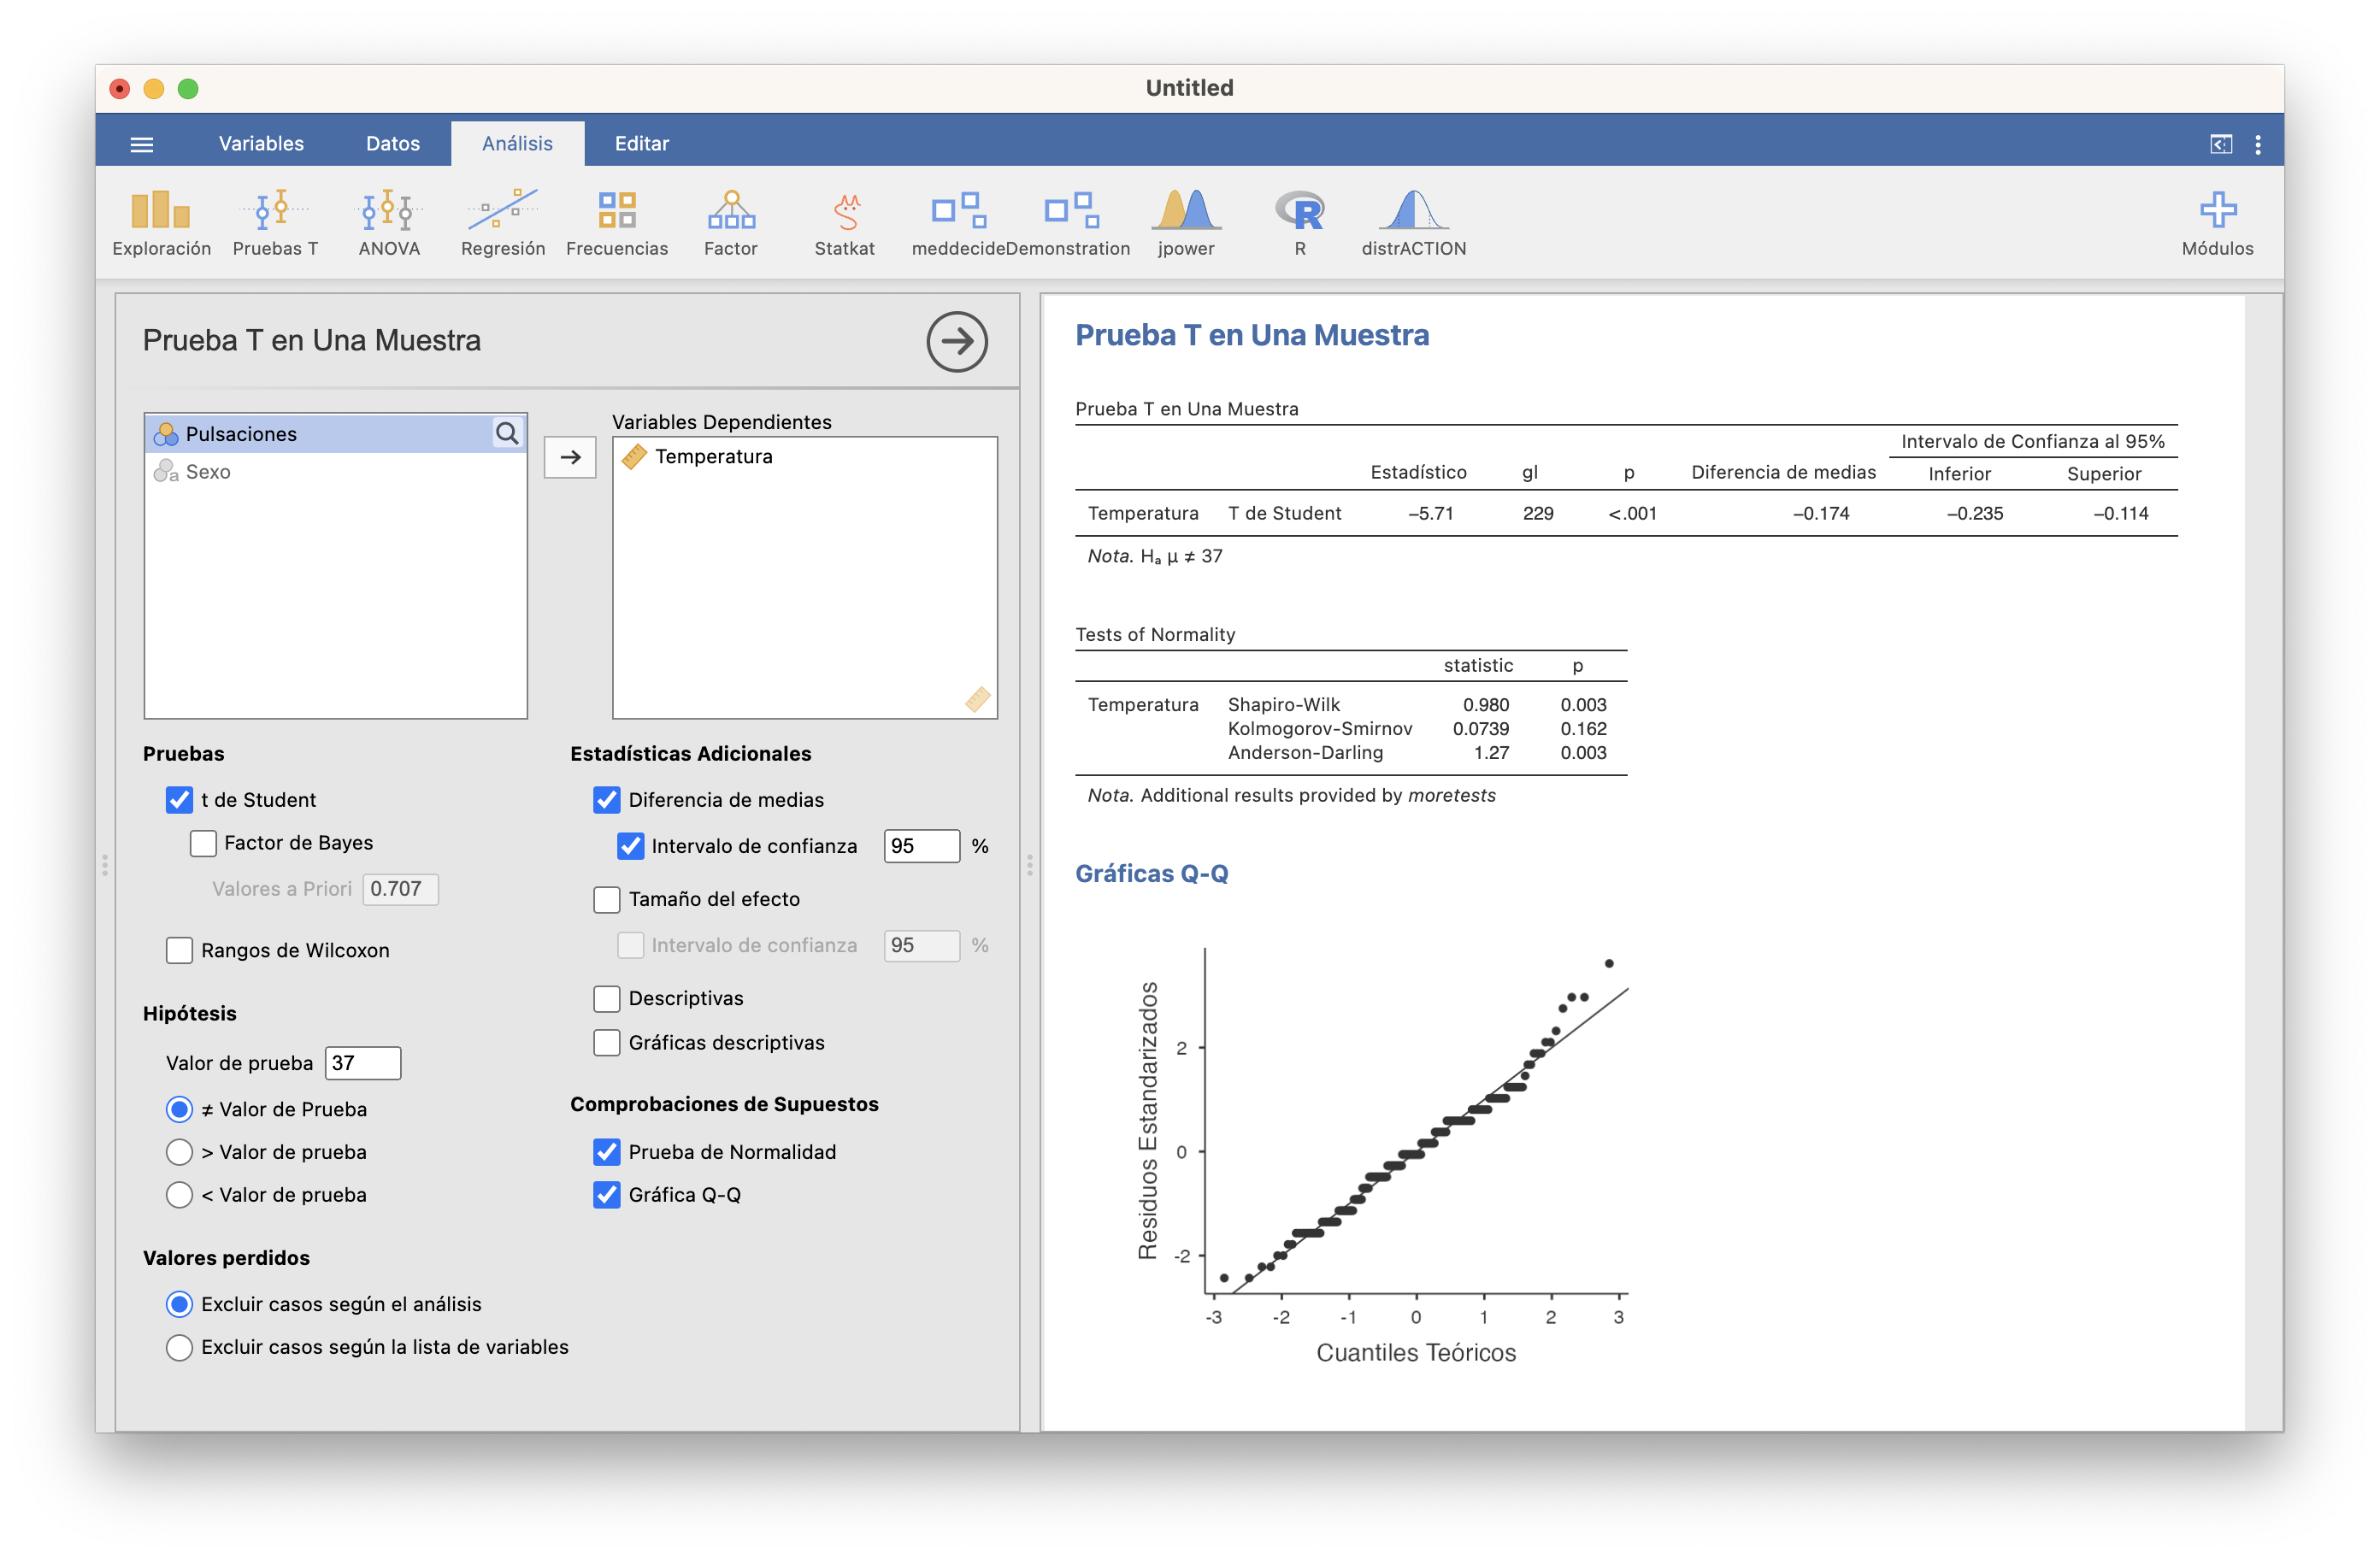 Untitled
Variables Datos Análisis Editar
Exploración Pruebas T ANOVA Regresión Frecuencias Factor Statkat meddecide Demonstration jpower R distrACTION Módulos
Prueba T en Una Muestra
Pulsaciones
Sexo
Variables Dependientes
Temperatura
Pruebas
t de Student
Factor de Bayes
Valores a Priori 0.707
Rangos de Wilcoxon
Hipótesis
Valor de prueba 37
≠ Valor de Prueba
> Valor de prueba
< Valor de prueba
Valores perdidos
Excluir casos según el análisis
Excluir casos según la lista de variables
Estadísticas Adicionales
Diferencia de medias
Intervalo de confianza 95 %
Tamaño del efecto
Intervalo de confianza 95 %
Descriptivas
Gráficas descriptivas
Comprobaciones de Supuestos
Prueba de Normalidad
Gráfica Q-Q
Prueba T en Una Muestra
Prueba T en Una Muestra
Intervalo de Confianza al 95%
Estadístico gl p Diferencia de medias Inferior Superior
Temperatura T de Student −5.71 229 <.001 −0.174 −0.235 −0.114
Nota. Hₐ μ ≠ 37
Tests of Normality
statistic p
Temperatura Shapiro-Wilk 0.980 0.003
Kolmogorov-Smirnov 0.0739 0.162
Anderson-Darling 1.27 0.003
Nota. Additional results provided by moretests
Gráficas Q-Q
Residuos Estandarizados
2
0
-2
-3 -2 -1 0 1 2 3
Cuantiles Teóricos